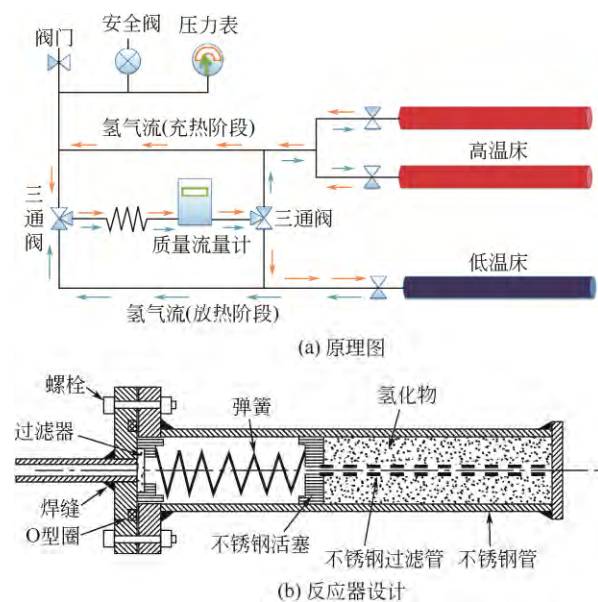 安全阀
压力表
阀门
氢气流(充热阶段)
高温床
三通阀
质量流量计
三通阀
低温床
氢气流(放热阶段)
(a) 原理图
螺栓
过滤器
弹簧
氢化物
焊缝
O型圈
不锈钢活塞
不锈钢过滤管
不锈钢管
(b) 反应器设计